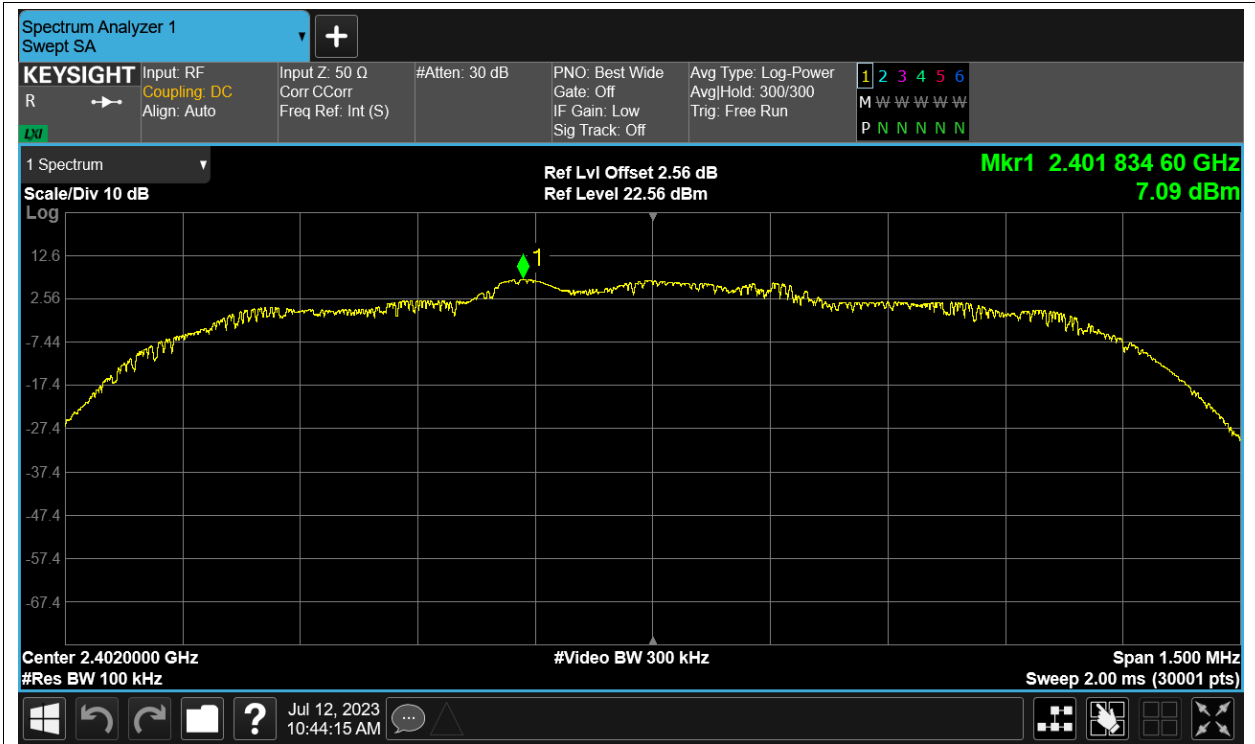 Spectrum Analyzer 1
Swept SA
KEYSIGHT
R
LXI
Input: RF
Coupling: DC
Align: Auto
Input Z: 50 Ω
Corr CCorr
Freq Ref: Int (S)
#Atten: 30 dB
PNO: Best Wide
Gate: Off
IF Gain: Low
Sig Track: Off
Avg Type: Log-Power
Avg|Hold: 300/300
Trig: Free Run
1 2 3 4 5 6
M W W W W W
P N N N N N
1 Spectrum
Scale/Div 10 dB
Log
Ref Lvl Offset 2.56 dB
Ref Level 22.56 dBm
Mkr1 2.401 834 60 GHz
7.09 dBm
1
12.6
2.56
-7.44
-17.4
-27.4
-37.4
-47.4
-57.4
-67.4
Center 2.4020000 GHz
#Res BW 100 kHz
#Video BW 300 kHz
Span 1.500 MHz
Sweep 2.00 ms (30001 pts)
?
Jul 12, 2023
10:44:15 AM